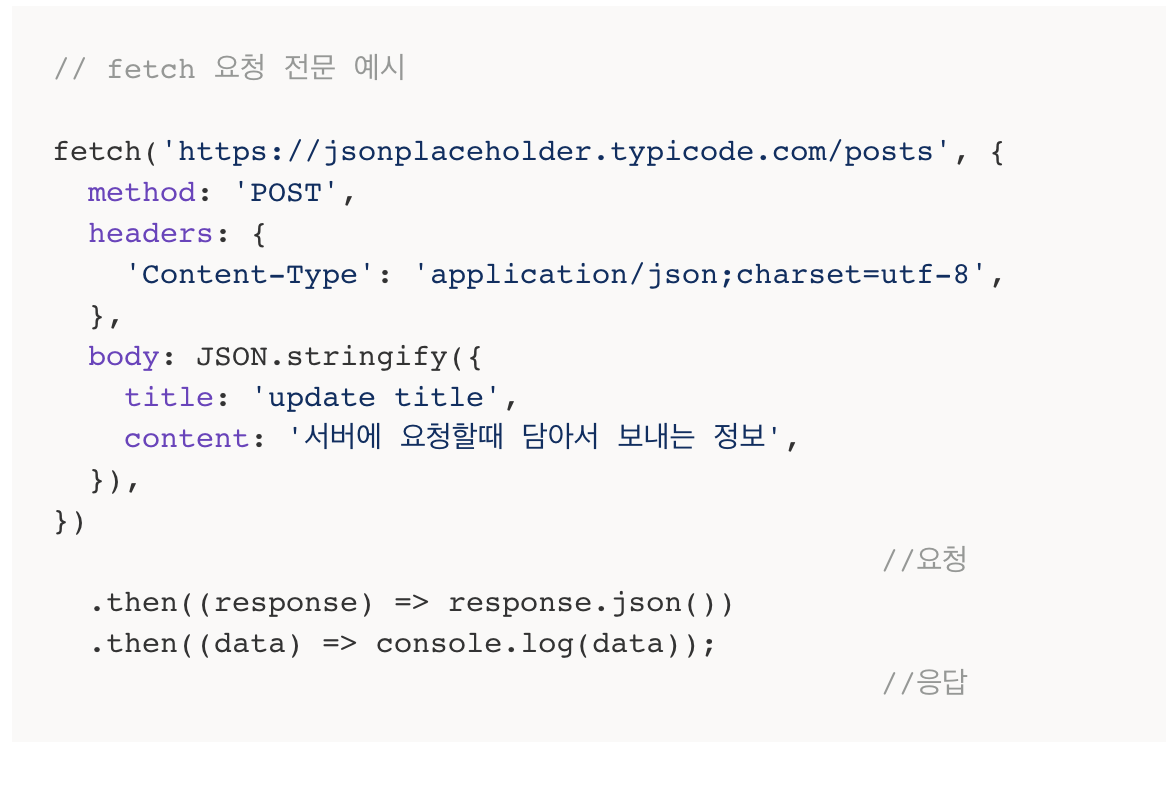 // fetch 요청 전문 예시
fetch('https://jsonplaceholder.typicode.com/posts', {
  method: 'POST',
  headers: {
    'Content-Type': 'application/json;charset=utf-8',
  },
  body: JSON.stringify({
    title: 'update title',
    content: '서버에 요청할때 담아서 보내는 정보',
  }),
})
//요청
  .then((response) => response.json())
  .then((data) => console.log(data));
//응답